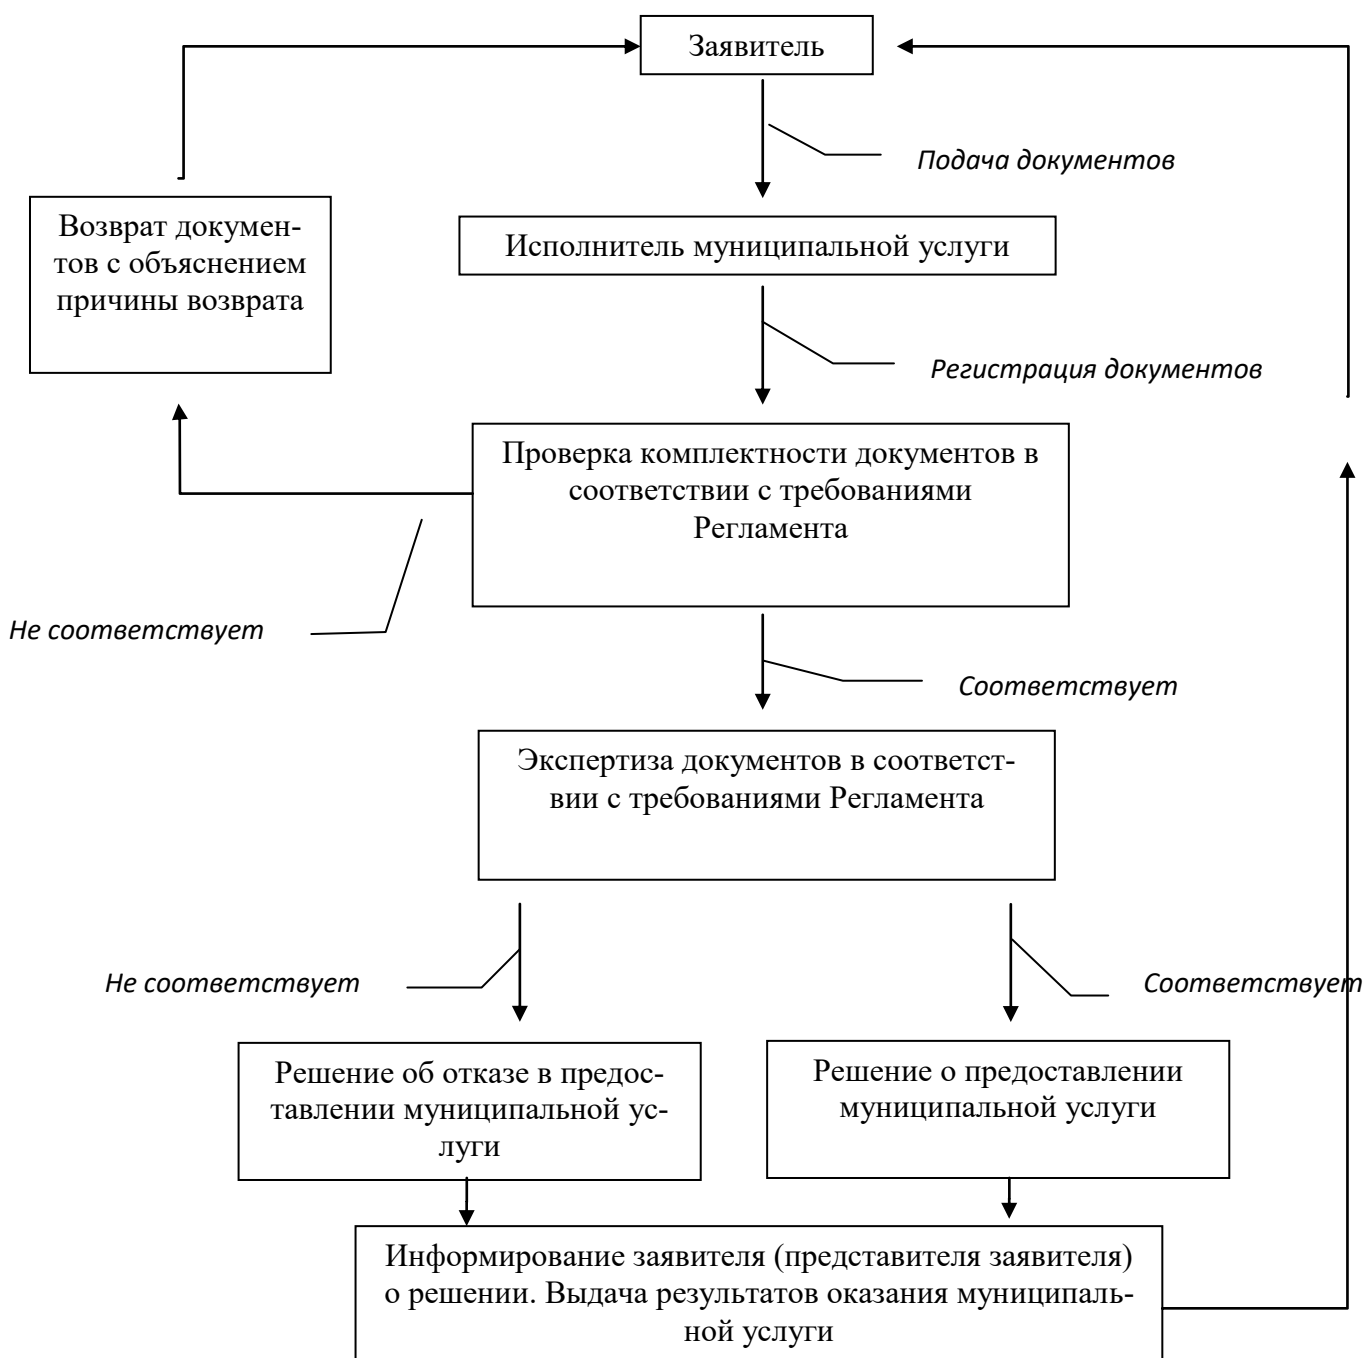 Заявитель
Подача документов
Возврат докумен-
тов с объяснением
причины возврата
Исполнитель муниципальной услуги
Регистрация документов
Проверка комплектности документов в
соответствии с требованиями
Регламента
Не соответствует
Соответствует
Экспертиза документов в соответст-
вии с требованиями Регламента
Не соответствует
Соответствует
Решение об отказе в предос-
тавлении муниципальной ус-
луги
Решение о предоставлении
муниципальной услуги
Информирование заявителя (представителя заявителя)
о решении. Выдача результатов оказания муниципаль-
ной услуги